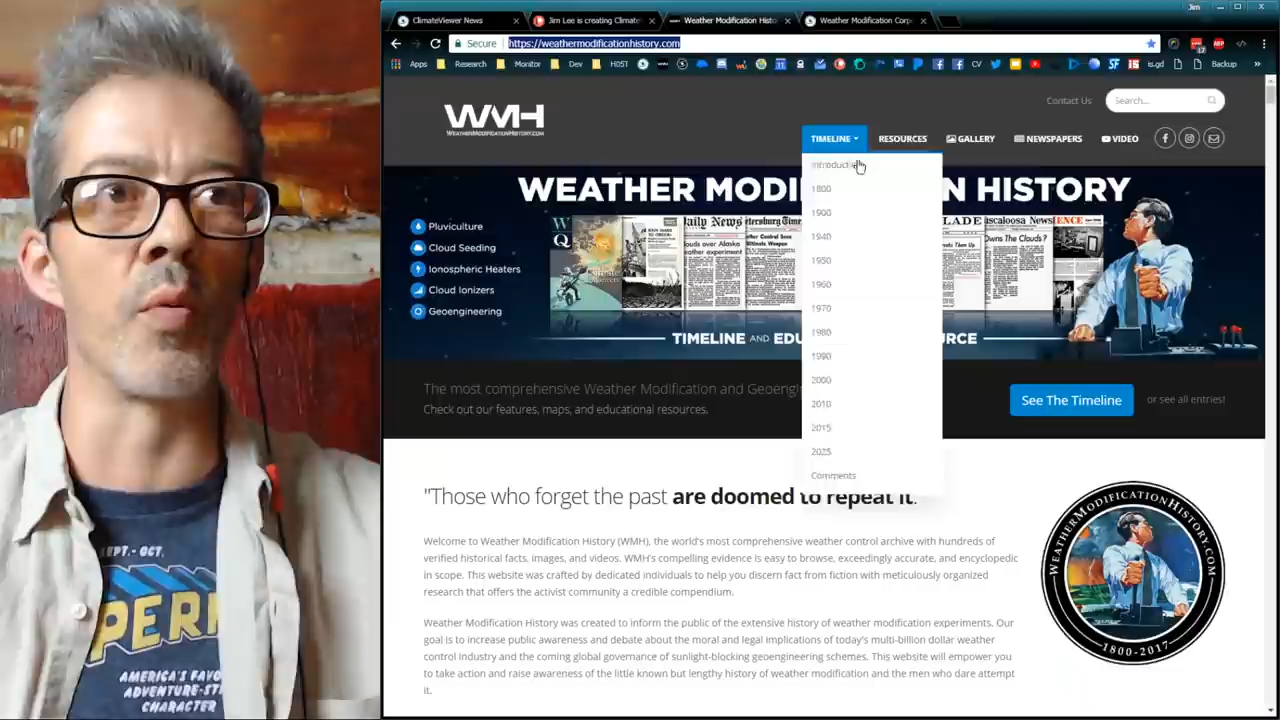 Jim
ClimateViewer News
Jim Lee is creating Climate
Weather Modification Histo
Weather Modification Corp
Secure
https://weathermodificationhistory.com
Apps
Research
Monitor
Dev
H05T
CV
is.gd
Backup
WMH
WEATHERMODIFICATIONHISTORY.COM
Contact Us
Search...
TIMELINE
RESOURCES
GALLERY
NEWSPAPERS
VIDEO
Introduction
1800
1900
1940
1950
1960
1970
1980
1990
2000
2010
2015
2025
Comments
WEATHER MODI N HISTORY
Pluviculture
Cloud Seeding
Ionospheric Heaters
Cloud Ionizers
Geoengineering
Daily News
etersburg Time
LADE
ascaloosa News
ENCE
Owns The Clouds?
TIMELINE AND EDU RCE
The most comprehensive Weather Modification and Geoengi
Check out our features, maps, and educational resources.
See The Timeline
or see all entries!
"Those who forget the past are doomed to repeat it.
Welcome to Weather Modification History (WMH), the world's most comprehensive weather control archive with hundreds of
verified historical facts, images, and videos. WMH's compelling evidence is easy to browse, exceedingly accurate, and encyclopedic
in scope. This website was crafted by dedicated individuals to help you discern fact from fiction with meticulously organized
research that offers the activist community a credible compendium.
Weather Modification History was created to inform the public of the extensive history of weather modification experiments. Our
goal is to increase public awareness and debate about the moral and legal implications of today's multi-billion dollar weather
control industry and the coming global governance of sunlight-blocking geoengineering schemes. This website will empower you
to take action and raise awareness of the little known but lengthy history of weather modification and the men who dare attempt
it.
WEATHERMODIFICATIONHISTORY.COM
~1800-2017~
EPT.- OCT.
PERI
AMERICA'S FAVO
ADVENTURE-ST
CHARACTER